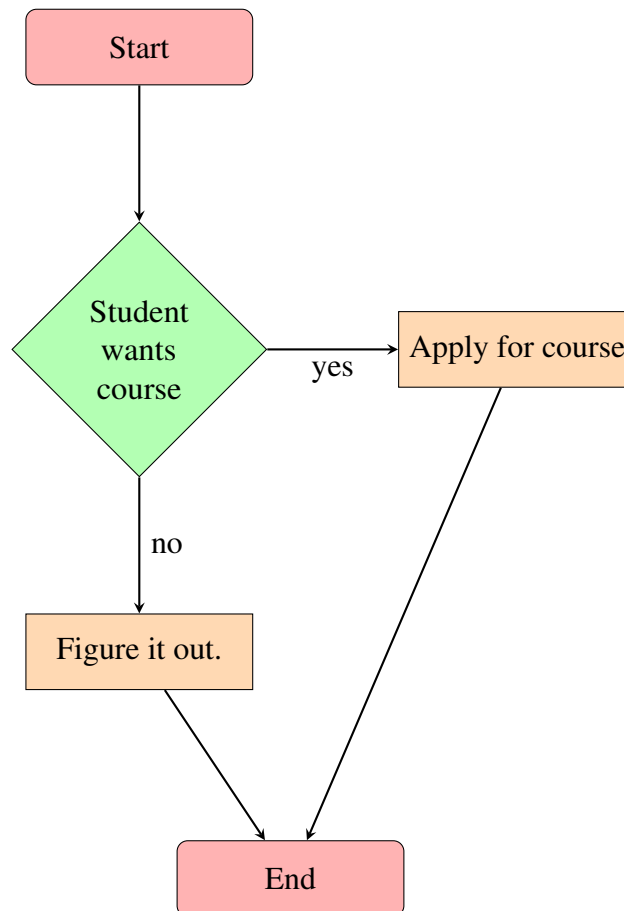 Start
Student
wants
course
yes
Apply for course
no
Figure it out.
End